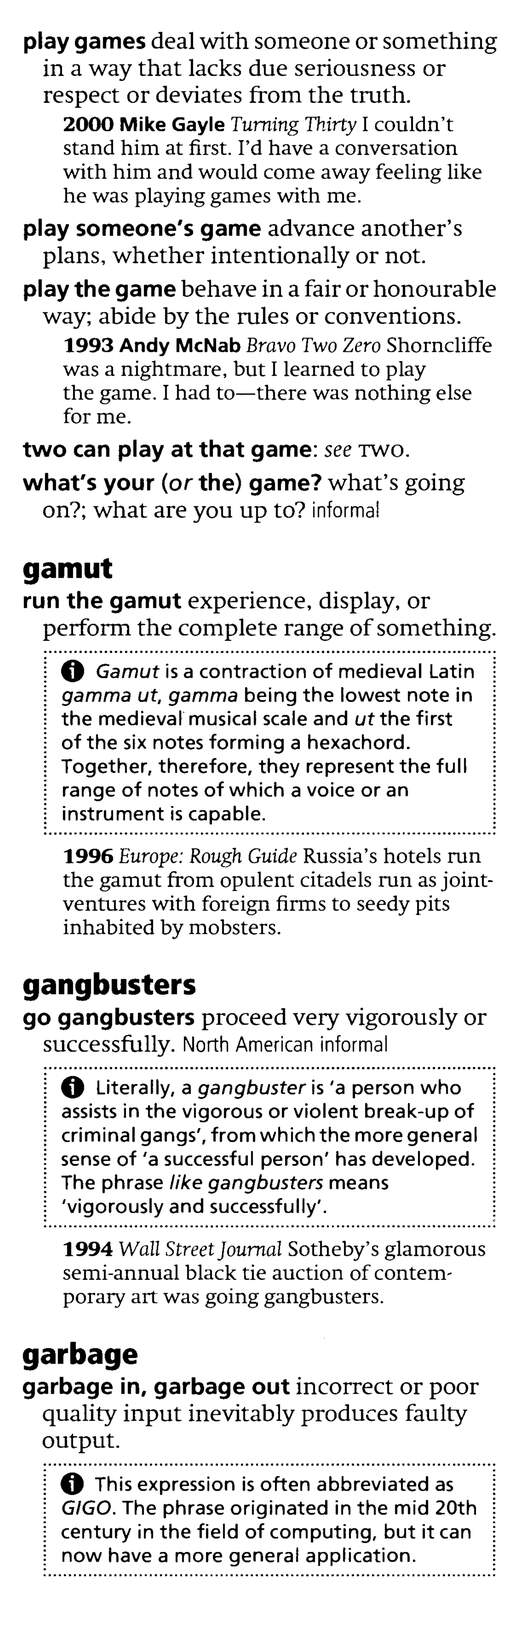 play games deal with someone or something
in a way that lacks due seriousness or
respect or deviates from the truth.
2000 Mike Gayle Turning Thirty I couldn't
stand him at first. I'd have a conversation
with him and would come away feeling like
he was playing games with me.
play someone's game advance another's
plans, whether intentionally or not.
play the game behave in a fair or honourable
way; abide by the rules or conventions.
1993 Andy McNab Bravo Two Zero Shorncliffe
was a nightmare, but I learned to play
the game. I had to—there was nothing else
for me.
two can play at that game: see TWO.
what's your (or the) game? what's going
on?; what are you up to? informal
gamut
run the gamut experience, display, or
perform the complete range of something.
i Gamut is a contraction of medieval Latin
gamma ut, gamma being the lowest note in
the medieval musical scale and ut the first
of the six notes forming a hexachord.
Together, therefore, they represent the full
range of notes of which a voice or an
instrument is capable.
1996 Europe: Rough Guide Russia's hotels run
the gamut from opulent citadels run as joint-
ventures with foreign firms to seedy pits
inhabited by mobsters.
gangbusters
go gangbusters proceed very vigorously or
successfully. North American informal
i Literally, a gangbuster is 'a person who
assists in the vigorous or violent break-up of
criminal gangs', from which the more general
sense of 'a successful person' has developed.
The phrase like gangbusters means
'vigorously and successfully'.
1994 Wall Street Journal Sotheby's glamorous
semi-annual black tie auction of contem-
porary art was going gangbusters.
garbage
garbage in, garbage out incorrect or poor
quality input inevitably produces faulty
output.
i This expression is often abbreviated as
GIGO. The phrase originated in the mid 20th
century in the field of computing, but it can
now have a more general application.